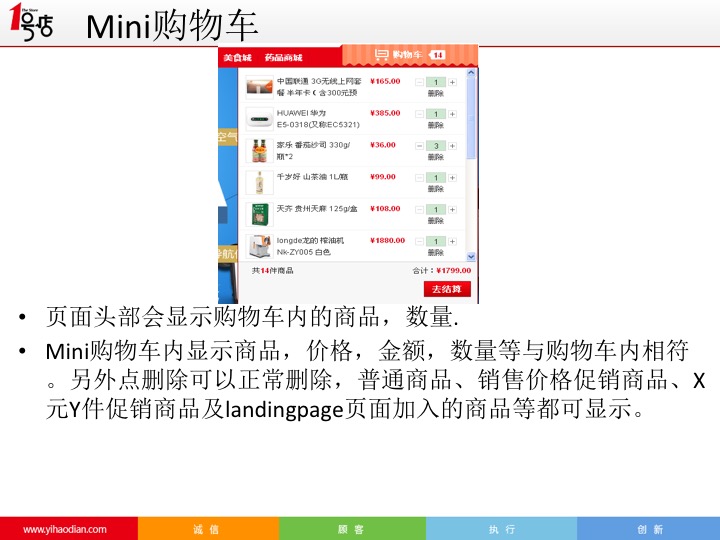 The Store
1号店
Mini购物车
美食城 药品商城 购物车 14
中国联通 3G无线上网套 ¥165.00 1
餐 半年卡（含300元预 删除
HUAWEI 华为 ¥385.00 1
E5-0318(又称EC5321) 删除
家乐 番茄沙司 330g/ ¥36.00 3
瓶*2 删除
千岁好 山茶油 1L/瓶 ¥99.00 1
删除
天齐 贵州天麻 125g/盒 ¥108.00 1
删除
longde龙的 榨油机 ¥1880.00 1
Nk-ZY005 白色 删除
共14件商品 合计：¥1799.00
去结算
• 页面头部会显示购物车内的商品，数量.
• Mini购物车内显示商品，价格，金额，数量等与购物车内相符
。另外点删除可以正常删除，普通商品、销售价格促销商品、X
元Y件促销商品及landingpage页面加入的商品等都可显示。
www.yihaodian.com 诚 信 顾 客 执 行 创 新